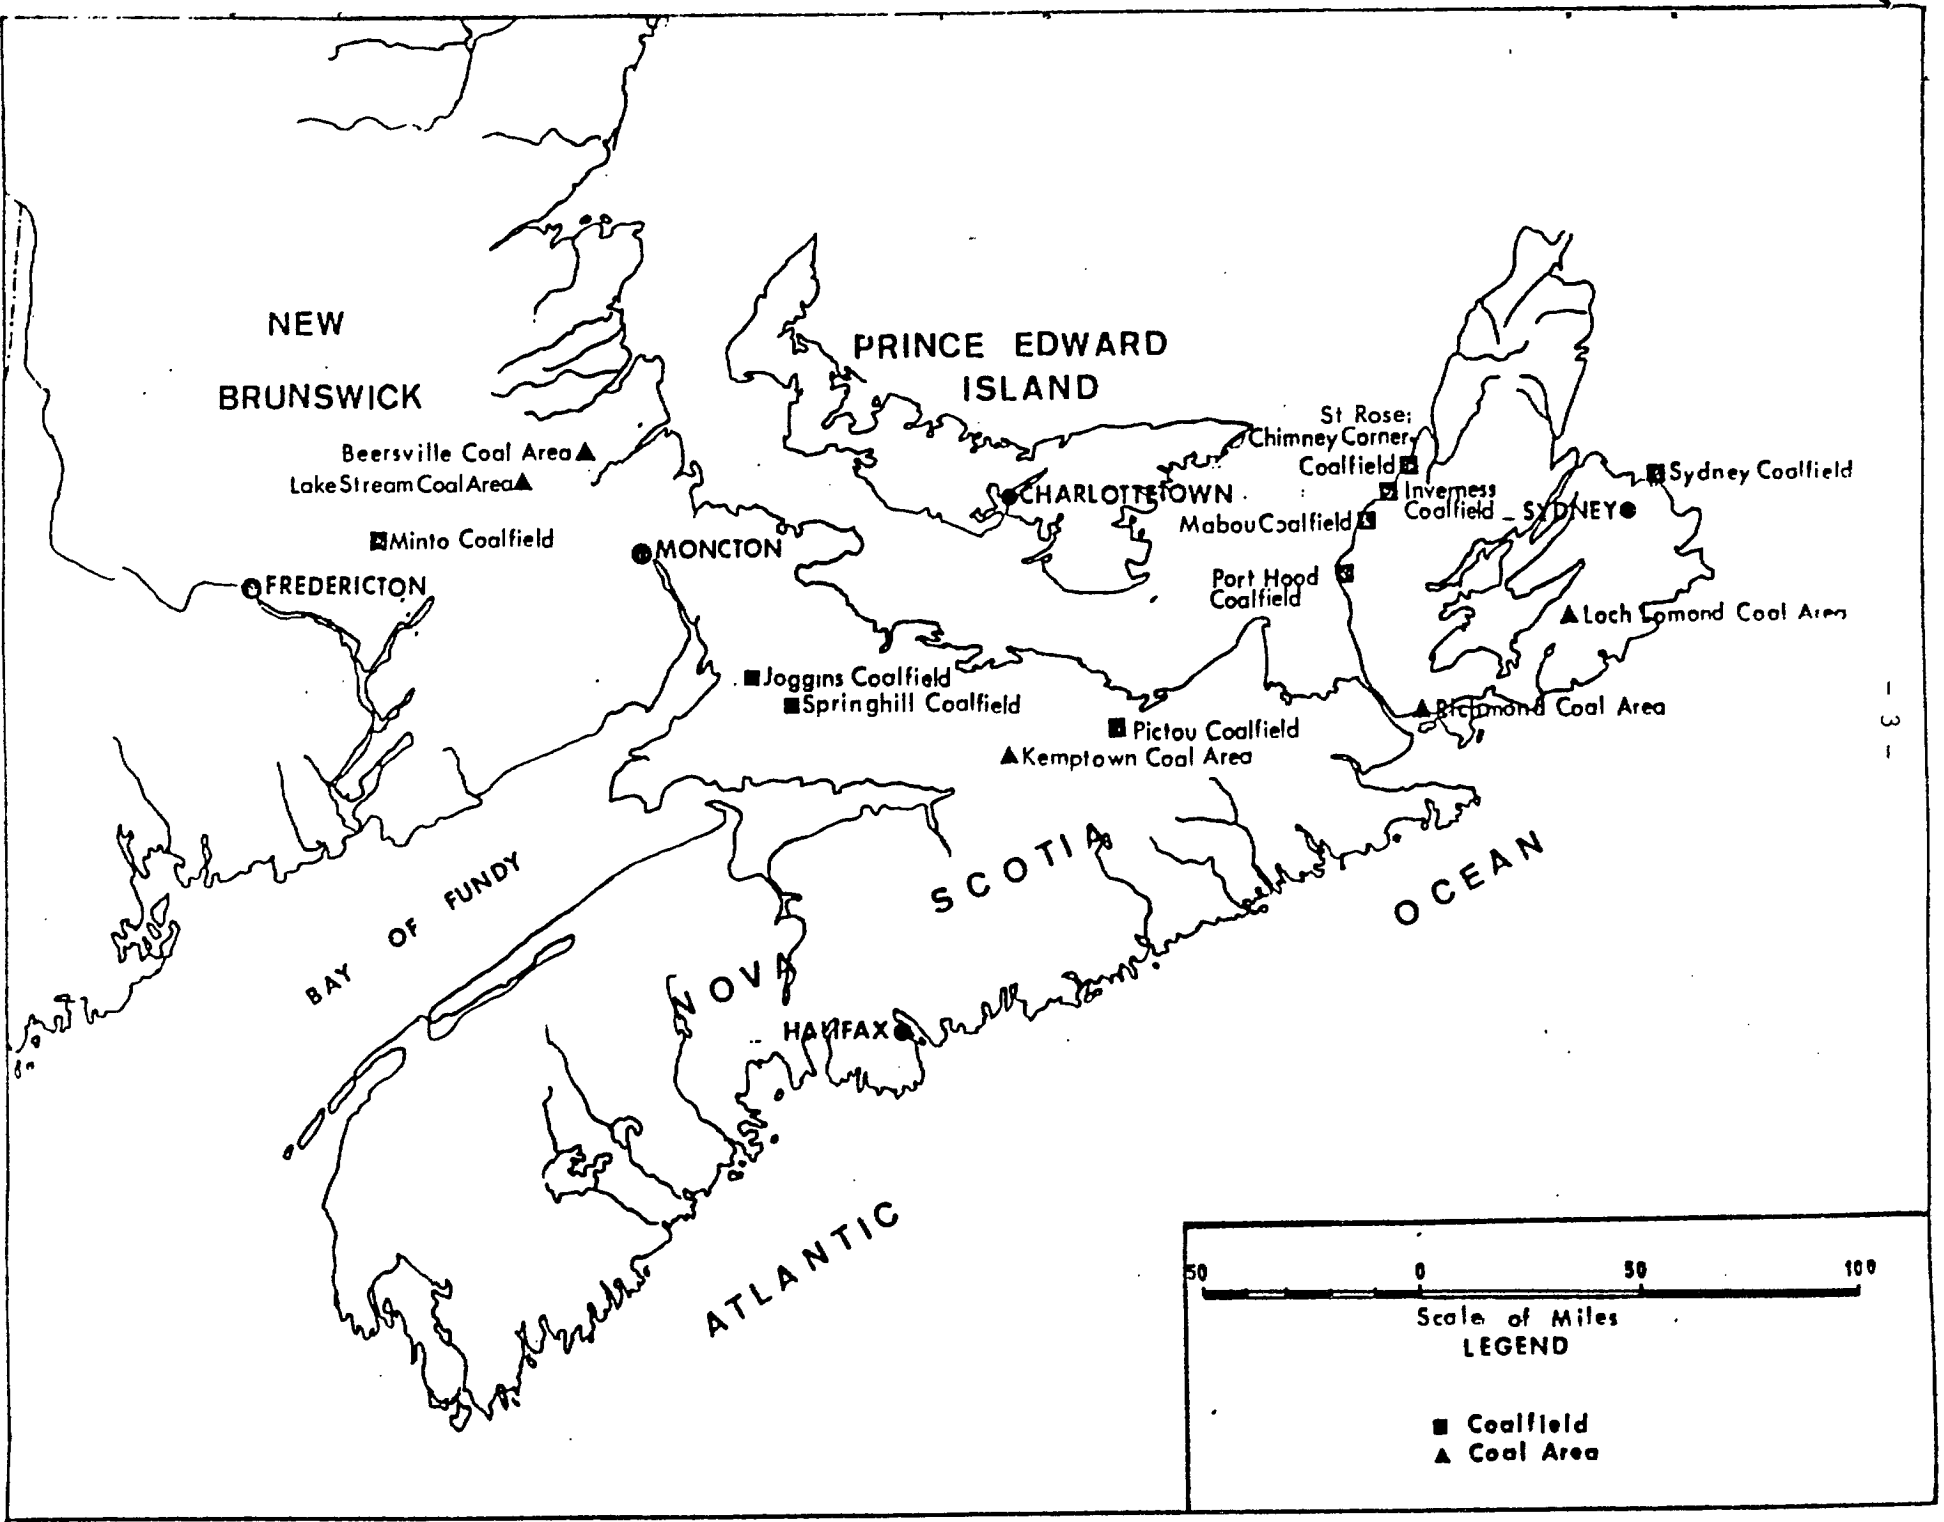 NEW
BRUNSWICK
PRINCE EDWARD
ISLAND
St Rose;
Chimney Corner
Coalfield
Beersville Coal Area
Lake Stream Coal Area
Sydney Coalfield
CHARLOTTETOWN
Inverness
Coalfield
SYDNEY
Mabou Coalfield
Minto Coalfield
MONCTON
FREDERICTON
Port Hood
Coalfield
Loch Lomond Coal Area
Joggins Coalfield
Springhill Coalfield
Richmond Coal Area
Pictou Coalfield
Kemptown Coal Area
- 3 -
BAY OF FUNDY
NOVA SCOTIA
HALIFAX
ATLANTIC OCEAN
50 0 50 100
Scale of Miles
LEGEND
Coalfield
Coal Area